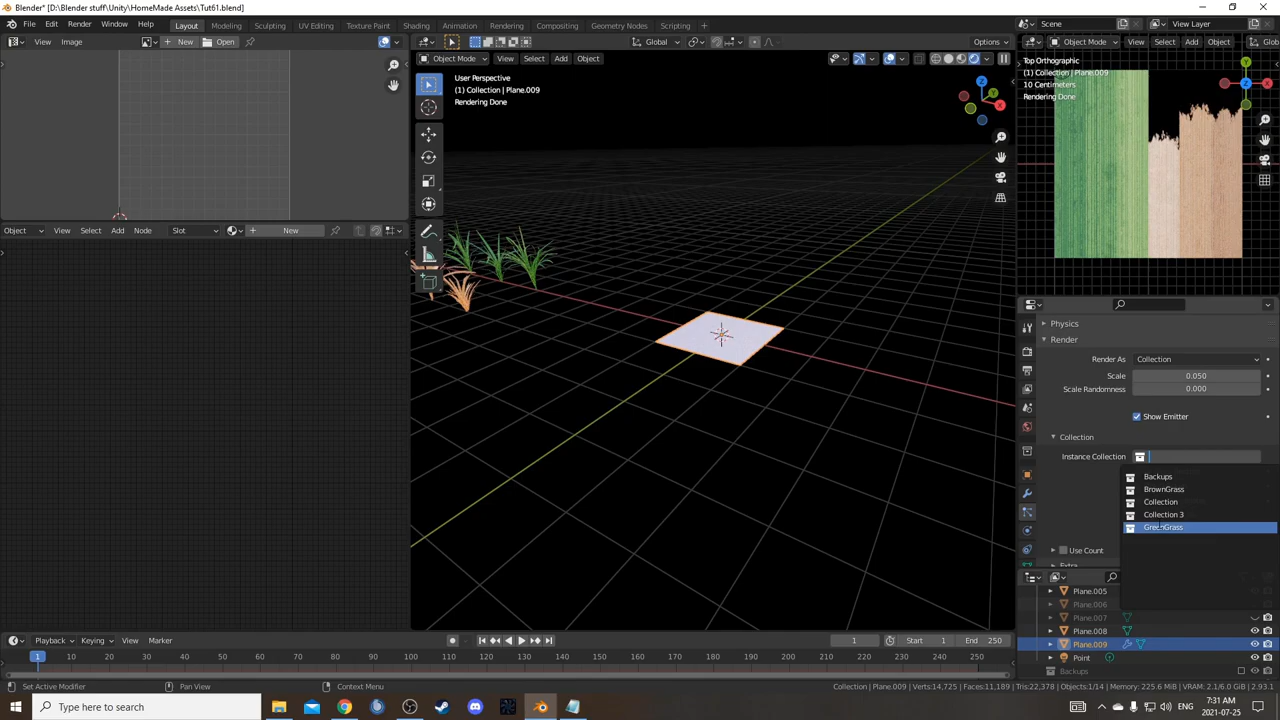 Blender* [D:\Blender stuff\Unity\HomeMade Assets\Tut61.blend]
File Edit Render Window Help Layout Modeling Sculpting UV Editing Texture Paint Shading Animation Rendering Compositing Geometry Nodes Scripting + Scene View Layer
View Image New Open Global Options Object Mode View Select Add Object
Object Mode View Select Add Object
User Perspective
(1) Collection | Plane.009
Rendering Done
Top Orthographic
(1) Collection | Plane.009
10 Centimeters
Rendering Done
Z
Y
X
Y
X
Object View Select Add Node Slot New
Physics
Render
Render As Collection
Scale 0.050
Scale Randomness 0.000
Show Emitter
Collection
Instance Collection
Backups
BrownGrass
Collection
Collection 3
GreenGrass
Use Count
Extra
Plane.005
Plane.006
Plane.007
Plane.008
Plane.009
Point
Backups
Playback Keying View Marker 1 Start 1 End 250
1 10 20 30 40 50 60 70 80 90 100 110 120 130 140 150 160 170 180 190 200 210 220 230 240 250
Set Active Modifier Pan View Context Menu Collection | Plane.009 | Verts:14,725 | Faces:11,189 | Tris:22,378 | Objects:1/14 | Memory: 225.6 MiB | VRAM: 2.1/6.0 GiB | 2.93.1
Type here to search
7:31 AM
2021-07-25